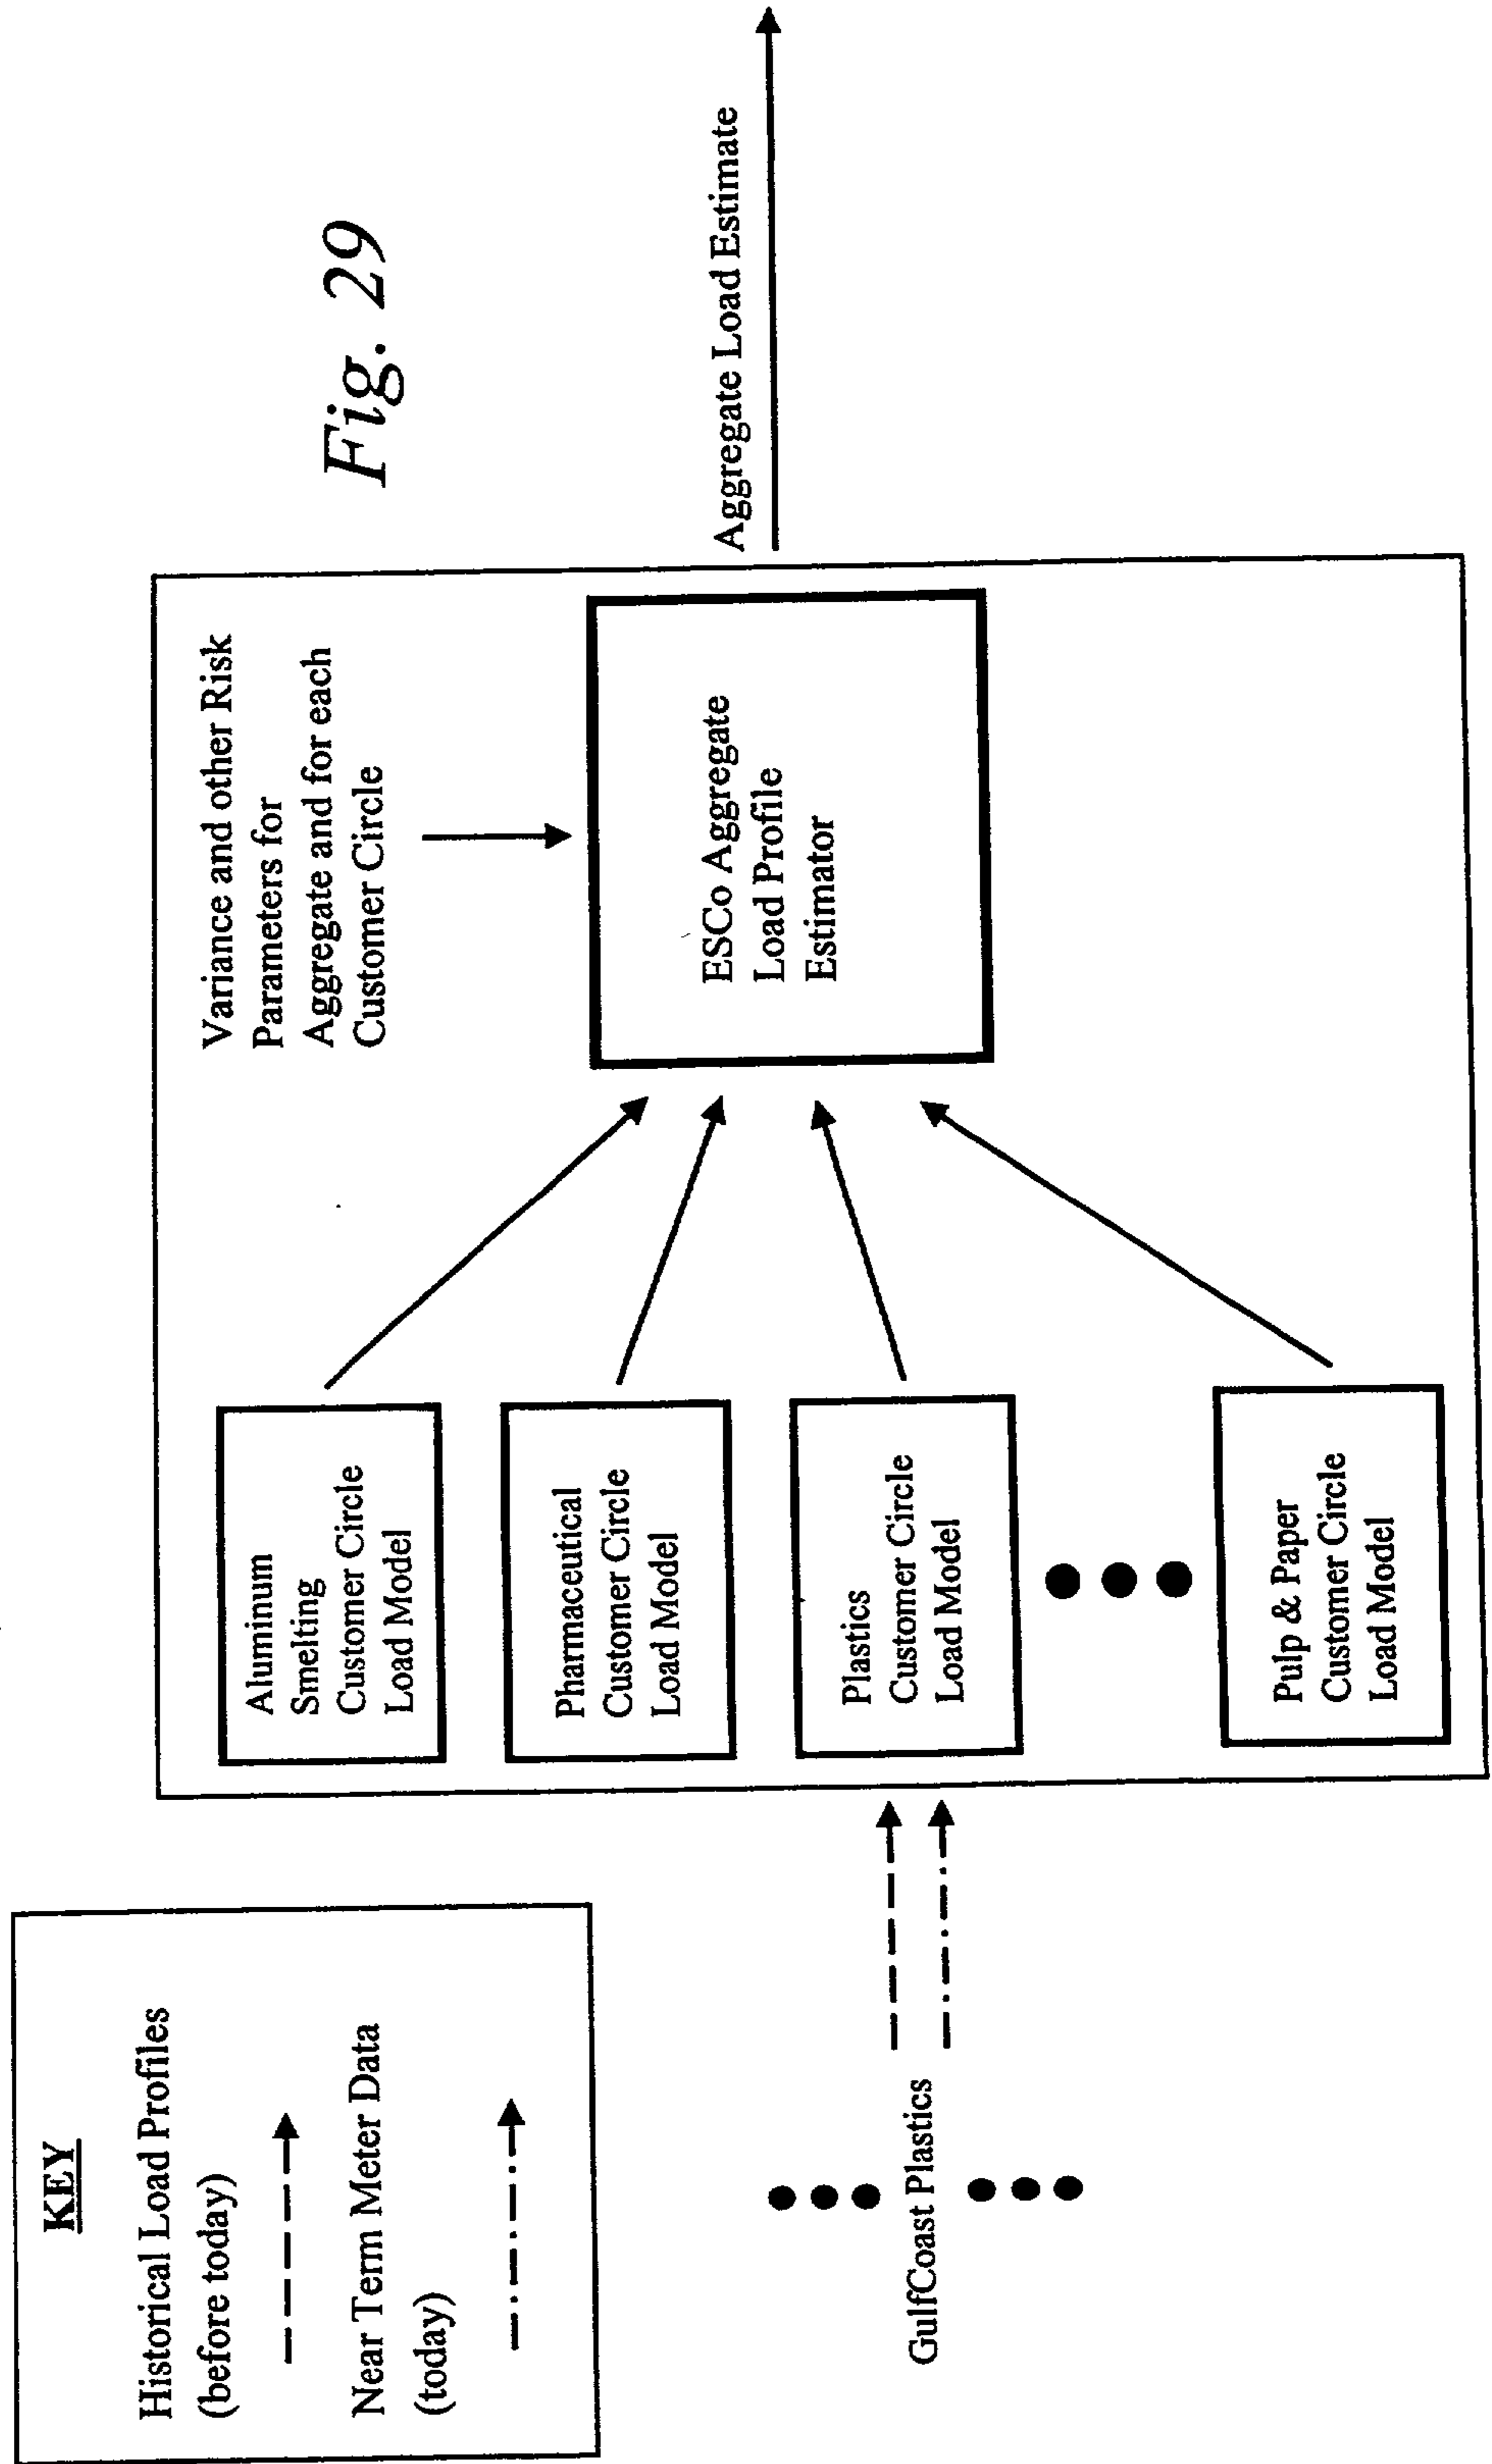 KEY
Historical Load Profiles
(before today)
Near Term Meter Data
(today)
GulfCoast Plastics
Aluminum
Smelting
Customer Circle
Load Model
Pharmaceutical
Customer Circle
Load Model
Plastics
Customer Circle
Load Model
Pulp & Paper
Customer Circle
Load Model
Variance and other Risk
Parameters for
Aggregate and for each
Customer Circle
ESCo Aggregate
Load Profile
Estimator
Aggregate Load Estimate
Fig. 29